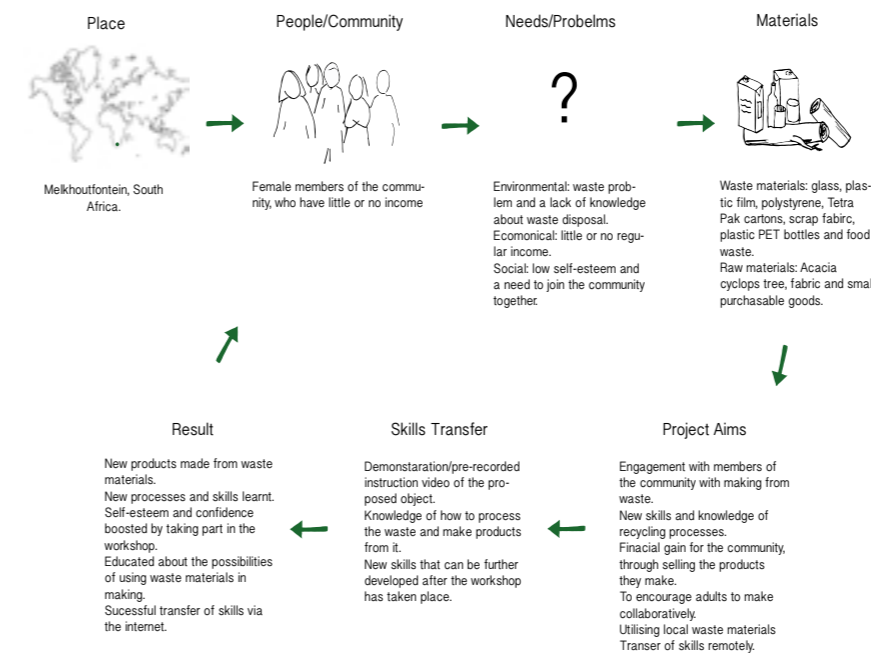 Place
Melkhoutfontein, South
Africa.
People/Community
Female members of the commu-
nity, who have little or no income
Needs/Probelms
?
Environmental: waste prob-
lem and a lack of knowledge
about waste disposal.
Ecomonical: little or no regu-
lar income.
Social: low self-esteem and
a need to join the community
together.
Materials
Waste materials: glass, plas-
tic film, polystyrene, Tetra
Pak cartons, scrap fabirc,
plastic PET bottles and food
waste.
Raw materials: Acacia
cyclops tree, fabric and smal
purchasable goods.
Project Aims
Engagement with members of
the community with making from
waste.
New skills and knowledge of
recycling processes.
Finacial gain for the community,
through selling the products
they make.
To encourage adults to make
collaboratively.
Utilising local waste materials
Transer of skills remotely.
Skills Transfer
Demonstaration/pre-recorded
instruction video of the pro-
posed object.
Knowledge of how to process
the waste and make products
from it.
New skills that can be further
developed after the workshop
has taken place.
Result
New products made from waste
materials.
New processes and skills learnt.
Self-esteem and confidence
boosted by taking part in the
workshop.
Educated about the possibilities
of using waste materials in
making.
Sucessful transfer of skills via
the internet.